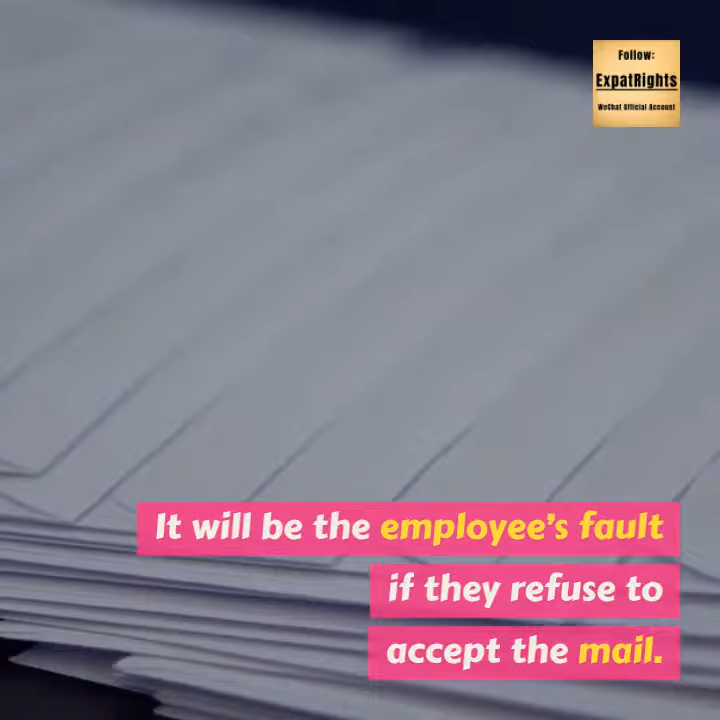 Follow:
ExpatRights
WeChat Official Account
It will be the employee's fault
if they refuse to
accept the mail.